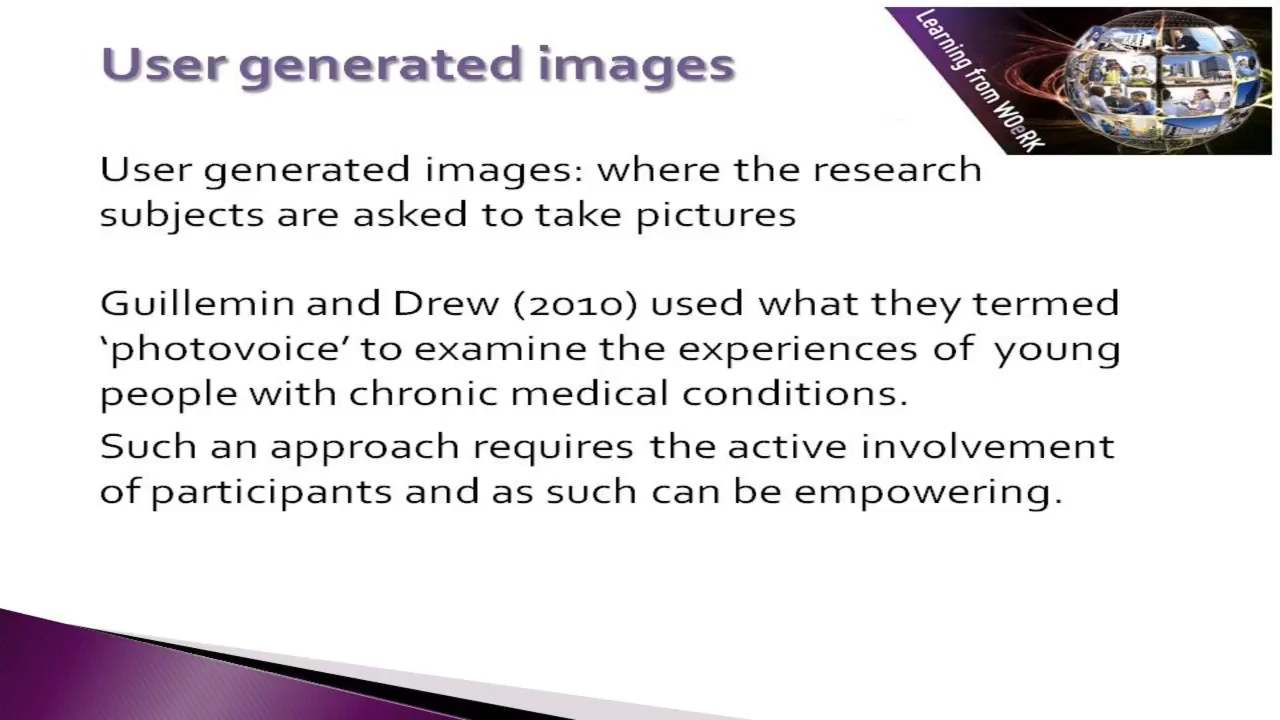 User generated images
Learning from WOeRK
User generated images: where the research
subjects are asked to take pictures
Guillemin and Drew (2010) used what they termed
‘photovoice’ to examine the experiences of young
people with chronic medical conditions.
Such an approach requires the active involvement
of participants and as such can be empowering.